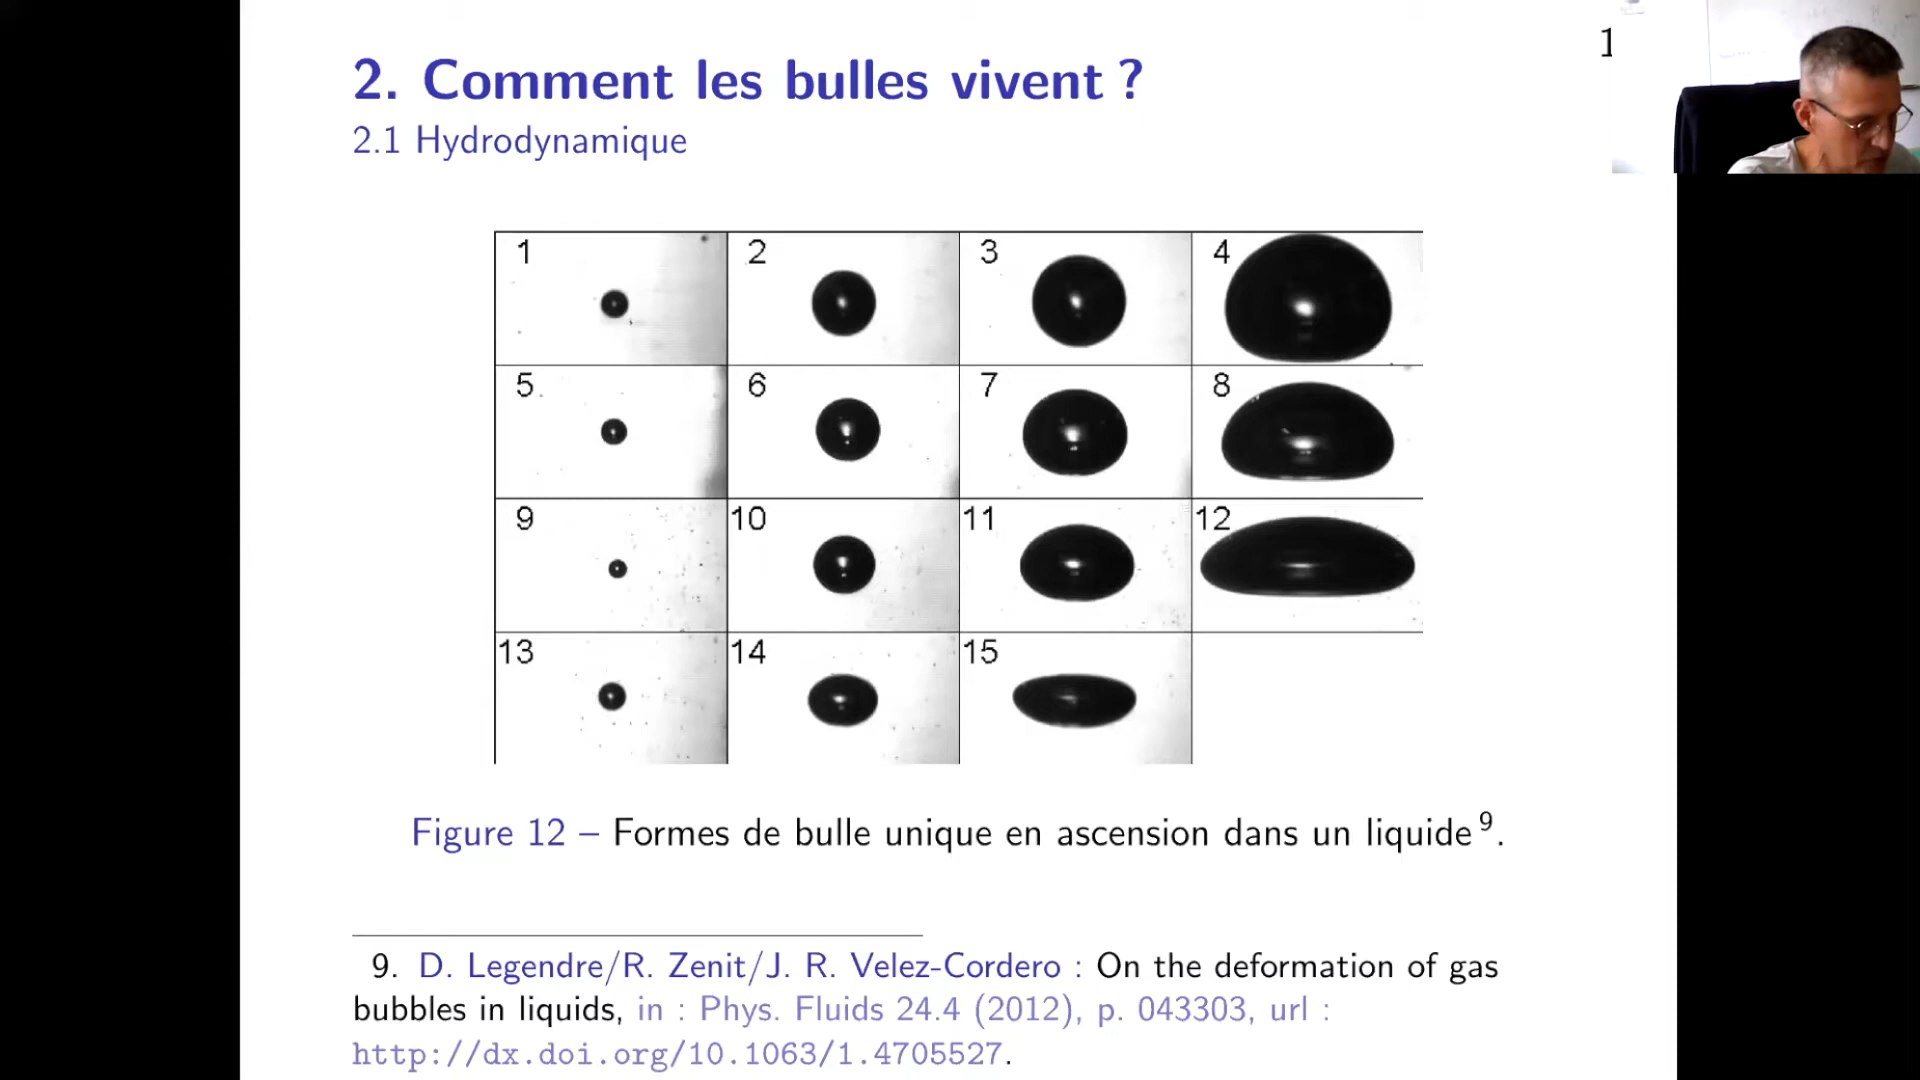 2. Comment les bulles vivent ?
1
2.1 Hydrodynamique
1 2 3 4
5 6 7 8
9 10 11 12
13 14 15
Figure 12 – Formes de bulle unique en ascension dans un liquide 9.
9. D. Legendre/R. Zenit/J. R. Velez-Cordero : On the deformation of gas
bubbles in liquids, in : Phys. Fluids 24.4 (2012), p. 043303, url :
http://dx.doi.org/10.1063/1.4705527.